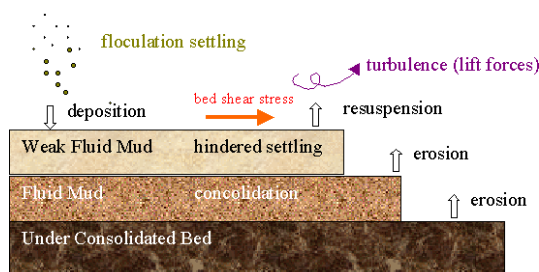 floculation settling
turbulence (lift forces)
deposition
bed shear stress
resuspension
Weak Fluid Mud hindered settling
erosion
Fluid Mud concolidation
erosion
Under Consolidated Bed